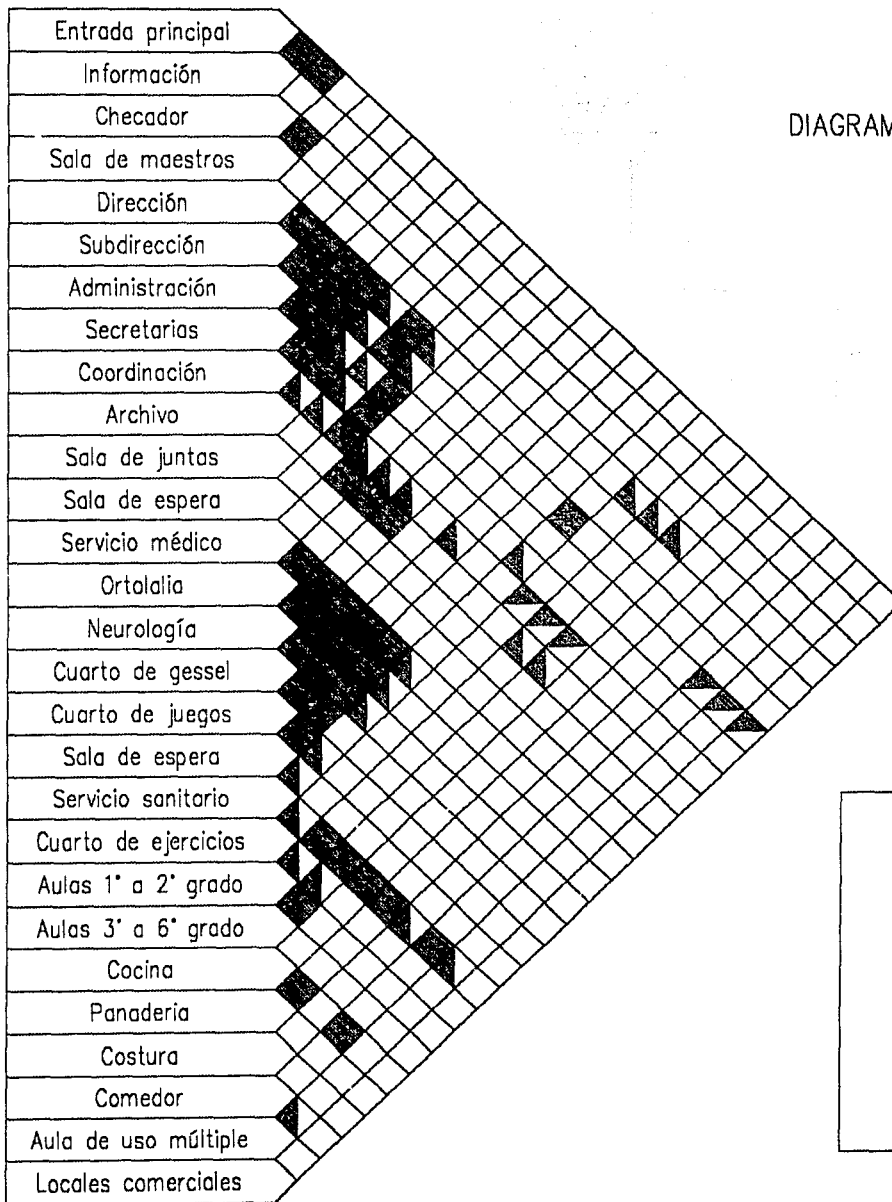 Entrada principal
Información
Checador
DIAGRAM
Sala de maestros
Dirección
Subdirección
Administración
Secretarias
Coordinación
Archivo
Sala de juntas
Sala de espera
Servicio médico
Ortolalia
Neurología
Cuarto de gessel
Cuarto de juegos
Sala de espera
Servicio sanitario
Cuarto de ejercicios
Aulas 1° a 2° grado
Aulas 3° a 6° grado
Cocina
Panaderia
Costura
Comedor
Aula de uso múltiple
Locales comerciales